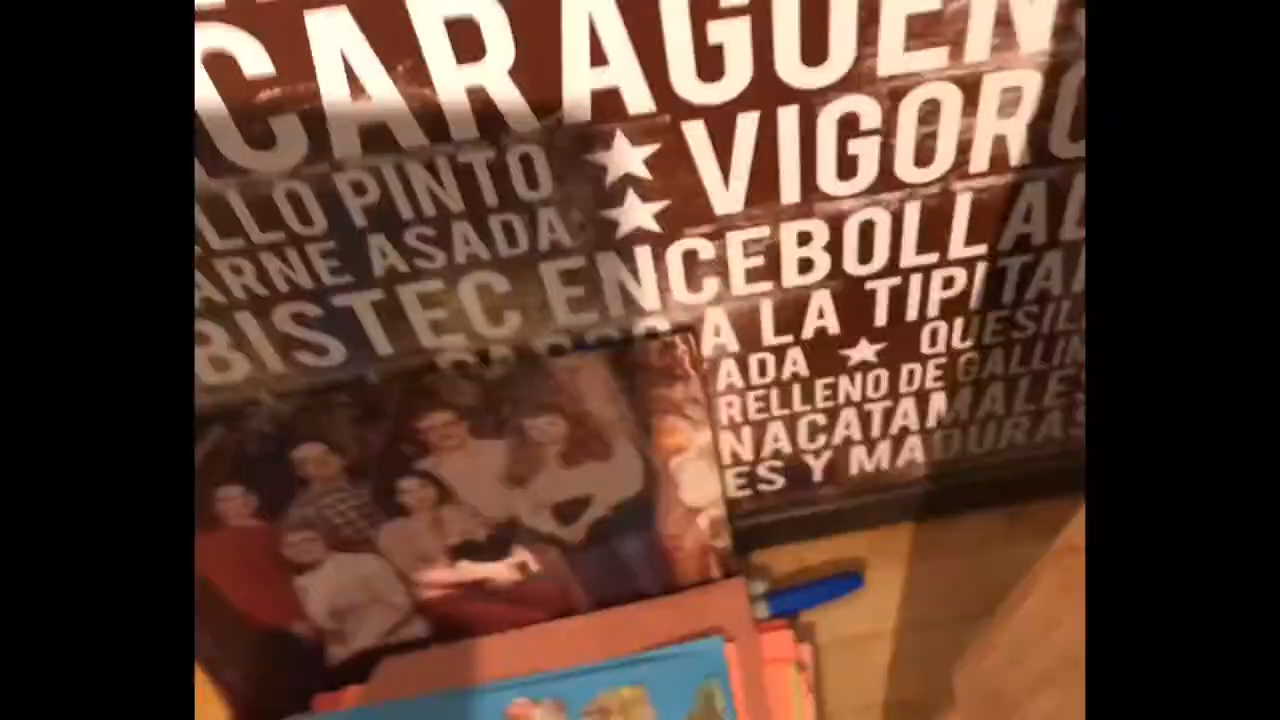 CARAGUEN
LLO PINTO ★ VIGORO
ARNE ASADA ★
BISTEC ENCEBOLLAD
A LA TIPITA
ADA ★ QUESIL
RELLENO DE GALLIN
NACATAMALES
ES Y MADURAS